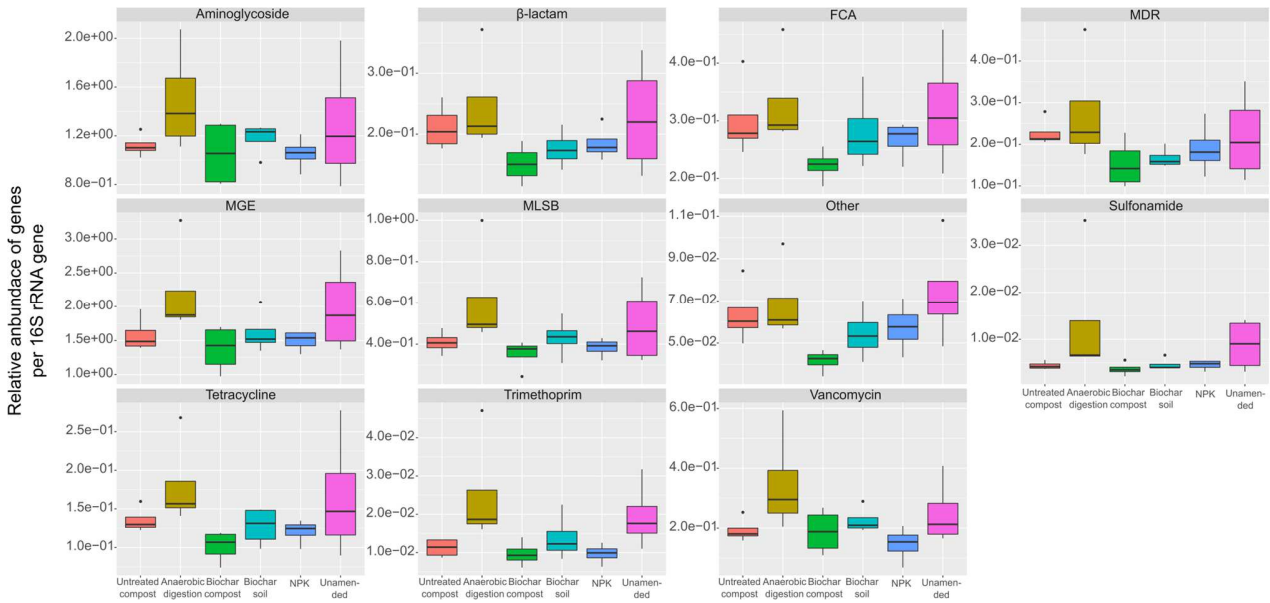 Relative anbundace of genes
per 16S rRNA gene
Aminoglycoside
2.0e+00
1.6e+00
1.2e+00
8.0e−01
β-lactam
3.0e−01
2.0e−01
FCA
4.0e−01
3.0e−01
2.0e−01
MDR
4.0e−01
3.0e−01
2.0e−01
1.0e−01
MGE
3.0e+00
2.5e+00
2.0e+00
1.5e+00
1.0e+00
MLSB
1.0e+00
8.0e−01
6.0e−01
4.0e−01
Other
1.1e−01
9.0e−02
7.0e−02
5.0e−02
Sulfonamide
3.0e−02
2.0e−02
1.0e−02
Untreated Anaerobic Biochar Biochar NPK Unamen-
compost digestion compost soil ded
Tetracycline
2.5e−01
2.0e−01
1.5e−01
1.0e−01
Untreated Anaerobic Biochar Biochar NPK Unamen-
compost digestion compost soil ded
Trimethoprim
4.0e−02
3.0e−02
2.0e−02
1.0e−02
Untreated Anaerobic Biochar Biochar NPK Unamen-
compost digestion compost soil ded
Vancomycin
6.0e−01
4.0e−01
2.0e−01
Untreated Anaerobic Biochar Biochar NPK Unamen-
compost digestion compost soil ded